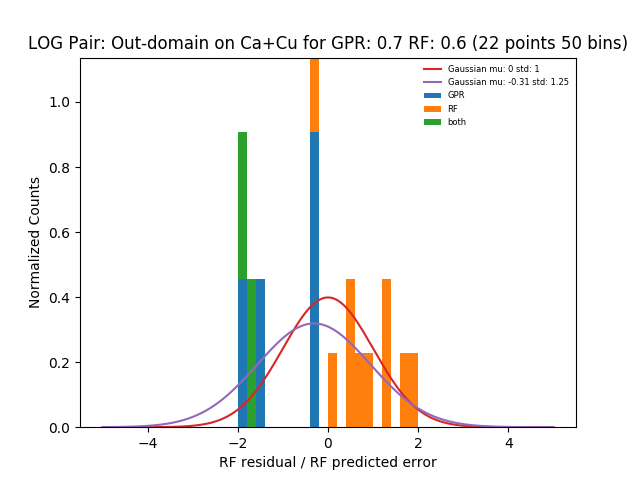 LOG Pair: Out-domain on Ca+Cu for GPR: 0.7 RF: 0.6 (22 points 50 bins)
Gaussian mu: 0 std: 1
Gaussian mu: -0.31 std: 1.25
GPR
RF
both
Normalized Counts
1.0
0.8
0.6
0.4
0.2
0.0
−4
−2
0
2
4
RF residual / RF predicted error